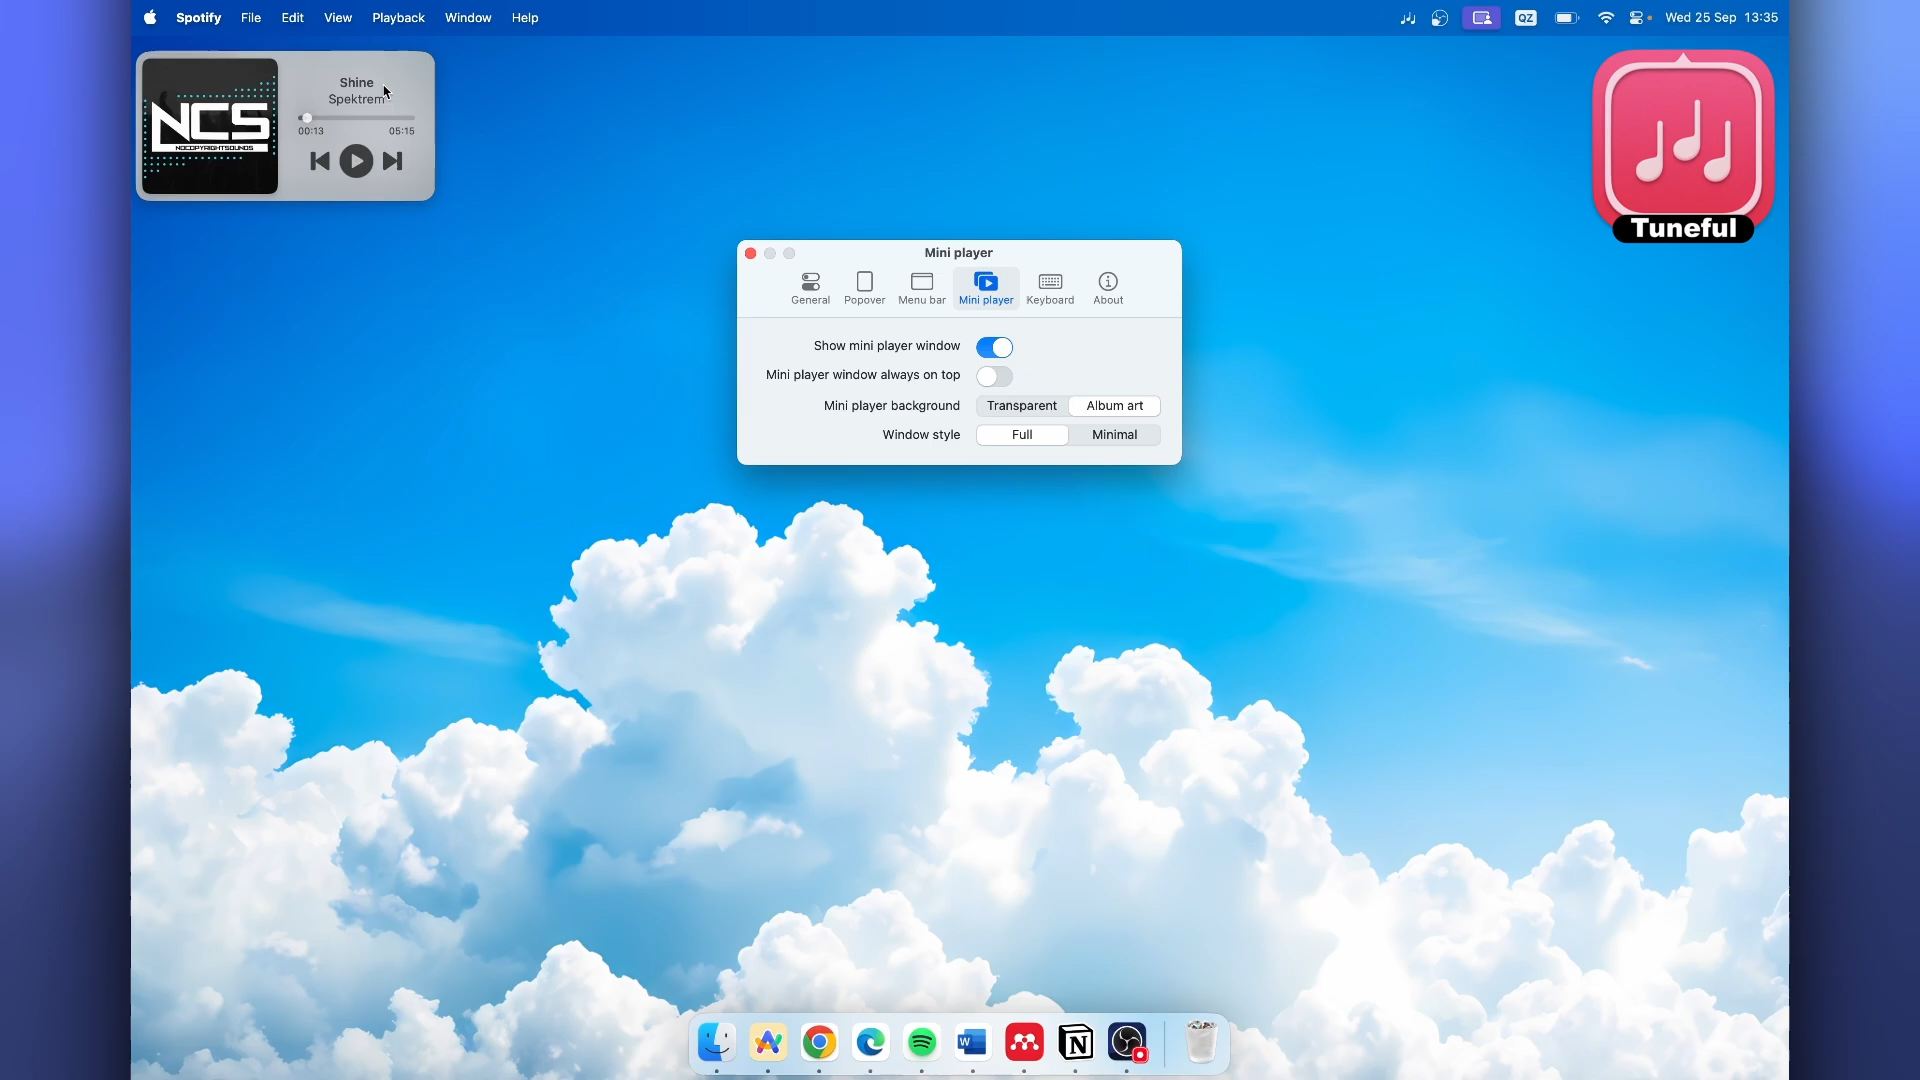 Spotify File Edit View Playback Window Help
QZ Wed 25 Sep 13:35
NCS
NOCOPYRIGHTSOUNDS
Shine
Spektrem
00:13 05:15
Tuneful
Mini player
General Popover Menu bar Mini player Keyboard About
Show mini player window
Mini player window always on top
Mini player background Transparent Album art
Window style Full Minimal
W
N